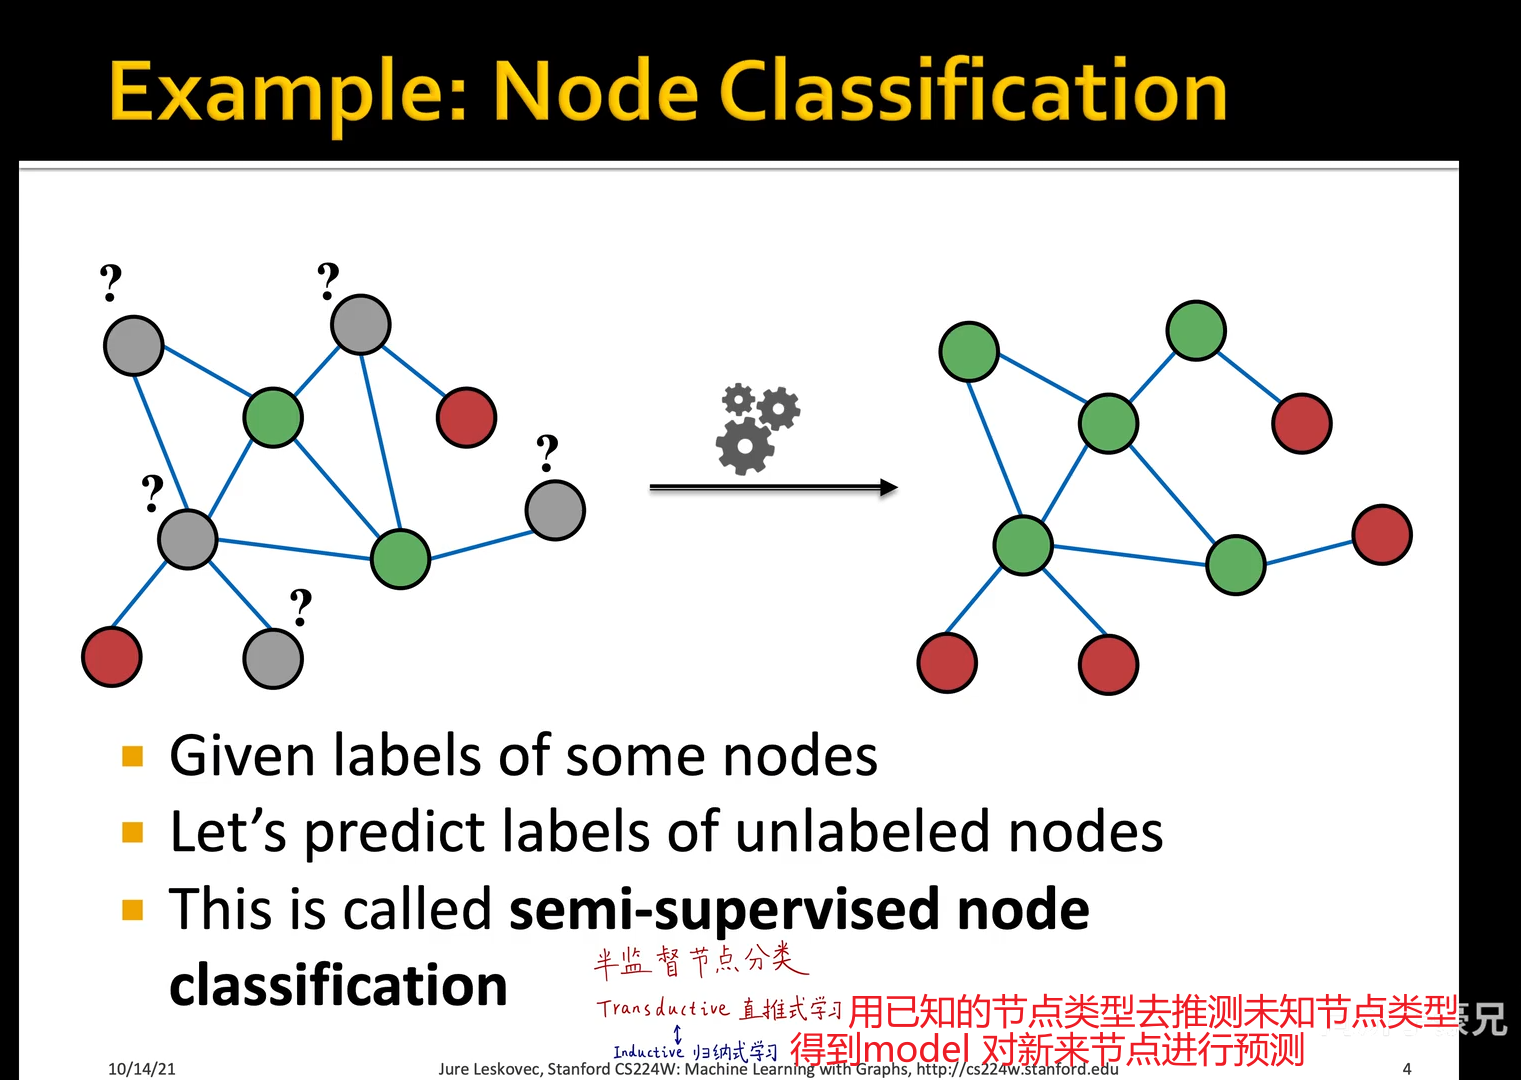 Example: Node Classification
?
?
?
?
?
Given labels of some nodes
Let’s predict labels of unlabeled nodes
This is called semi-supervised node
classification
半监督节点分类
Transductive 直推式学习 用已知的节点类型去推测未知节点类型
Inductive 归纳式学习 得到model 对新来节点进行预测
豪兄
10/14/21
Jure Leskovec, Stanford CS224W: Machine Learning with Graphs, http://cs224w.stanford.edu
4